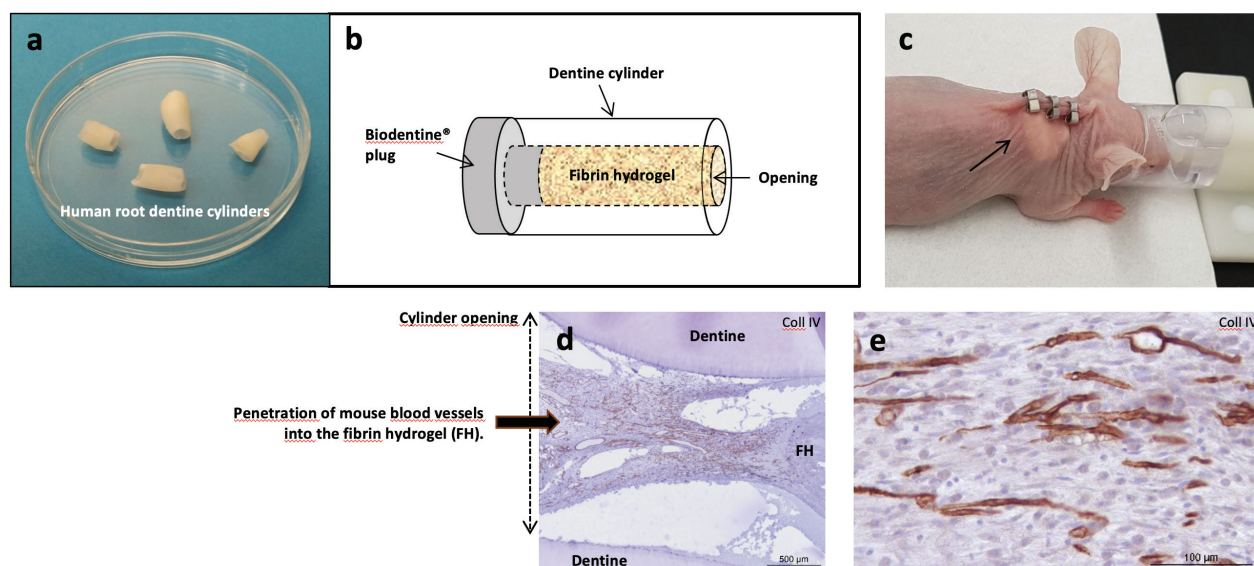 a
Human root dentine cylinders
b
Dentine cylinder
Biodentine®
plug
Fibrin hydrogel
Opening
c
Cylinder opening
Penetration of mouse blood vessels
into the fibrin hydrogel (FH).
d
Coll IV
Dentine
FH
Dentine
500 µm
e
Coll IV
100 µm